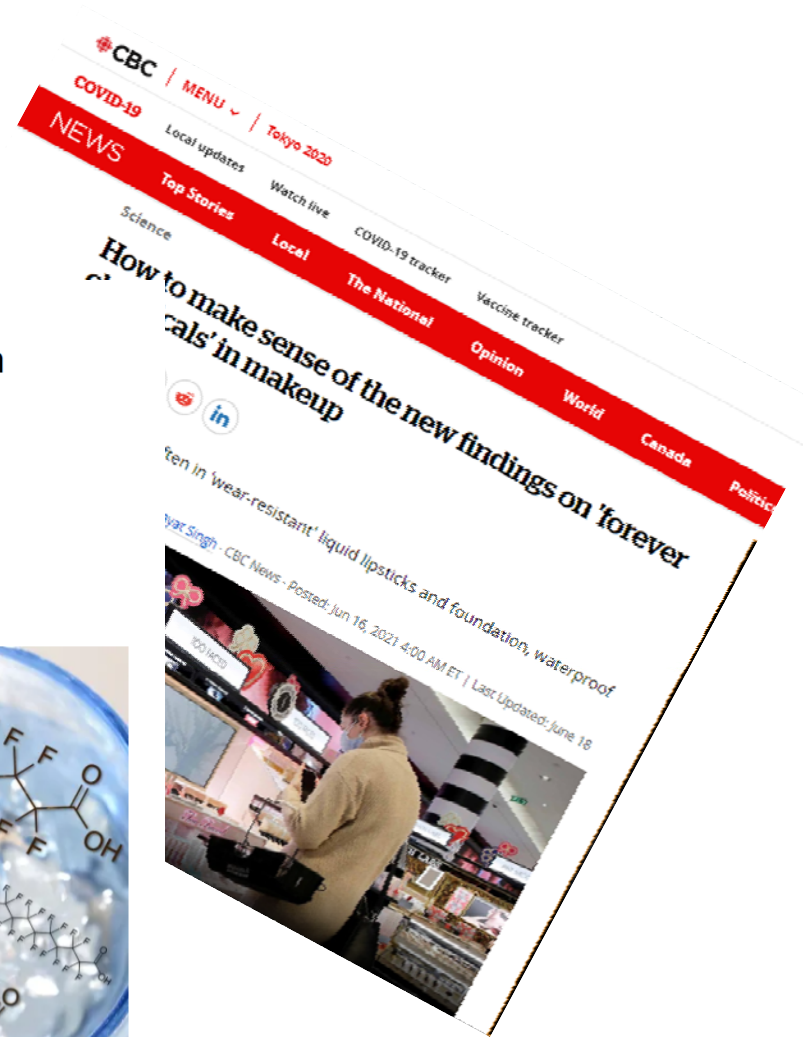 CBC | MENU | Tokyo 2020
COVID-19 Local updates Watch live COVID-19 tracker Vaccine tracker
NEWS Top Stories Local The National Opinion World Canada
Science
How to make sense of the new findings on 'forever
in makeup
in
in 'wear-resistant' liquid lipsticks and foundation, waterproof
Singh · CBC News · Posted: Jun 16, 2021 4:00 AM ET | Last Updated: June 18
TOO FACED
F F O
OH
F F
O